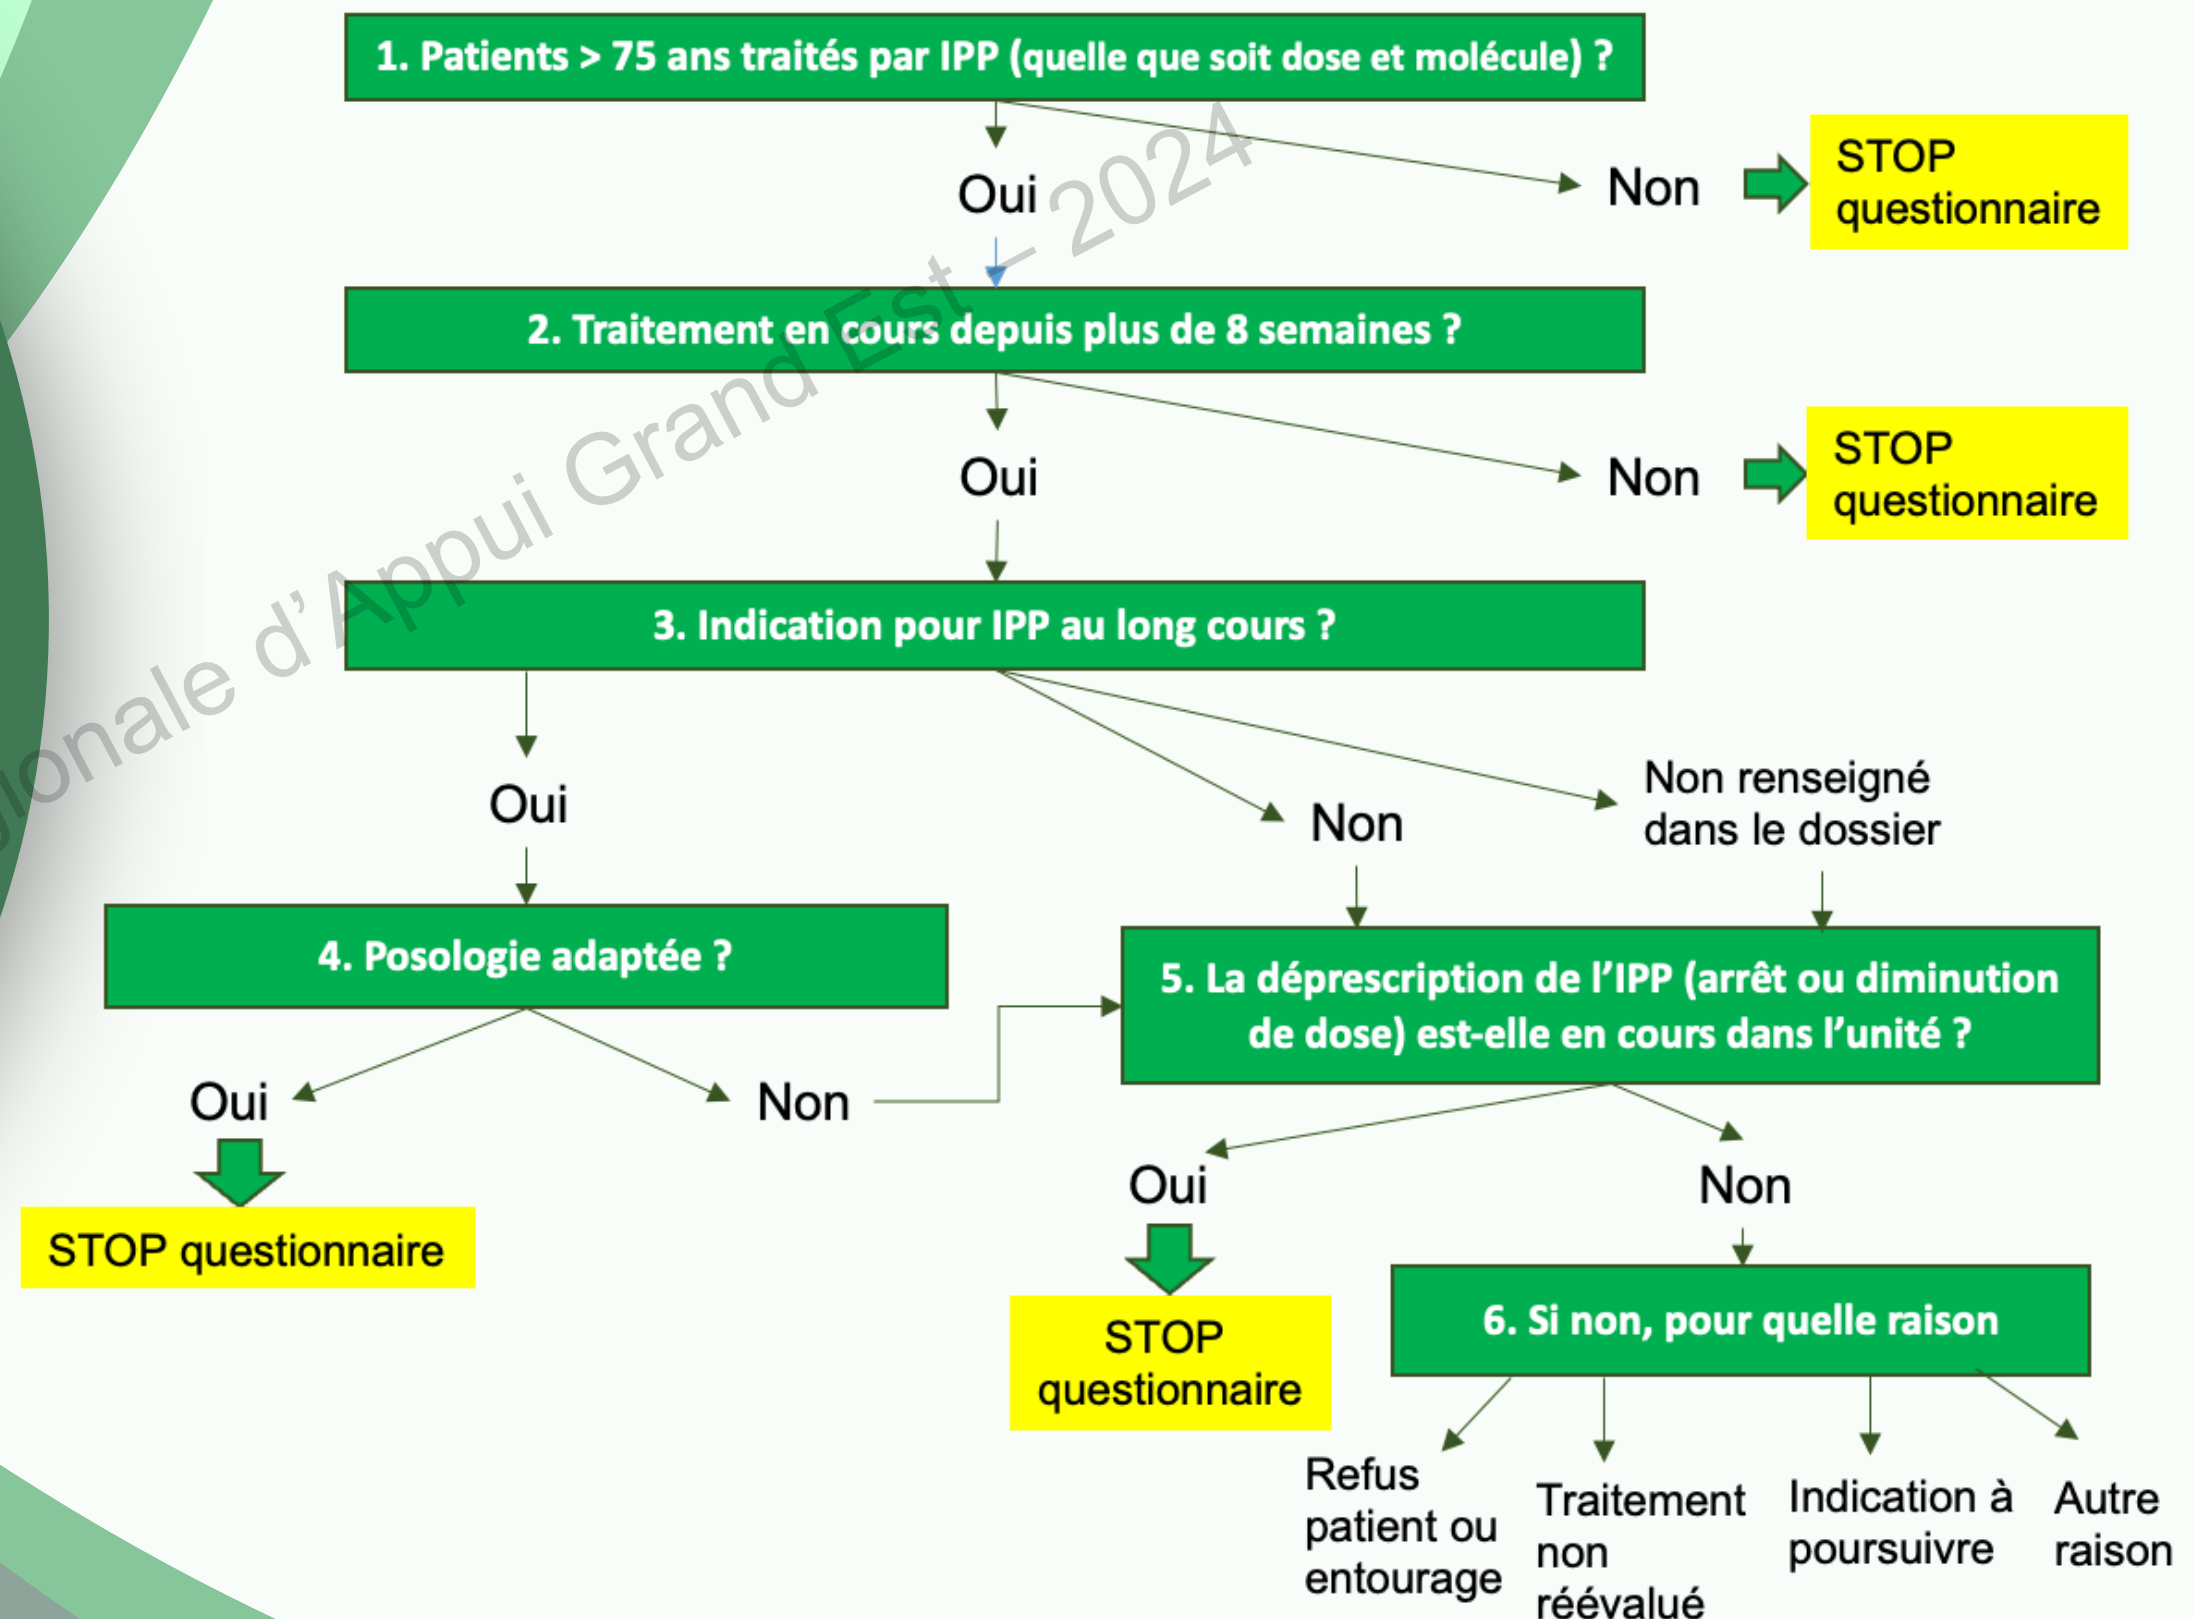 1. Patients > 75 ans traités par IPP (quelle que soit dose et molécule) ?
Oui
Non
STOP
questionnaire
2. Traitement en cours depuis plus de 8 semaines ?
Oui
Non
STOP
questionnaire
3. Indication pour IPP au long cours ?
Oui
Non
Non renseigné
dans le dossier
4. Posologie adaptée ?
Oui
Non
STOP questionnaire
5. La déprescription de l’IPP (arrêt ou diminution
de dose) est-elle en cours dans l’unité ?
Oui
Non
STOP
questionnaire
6. Si non, pour quelle raison
Refus
patient ou
entourage
Traitement
non
réévalué
Indication à
poursuivre
Autre
raison
d’Appui Grand Est – 2024